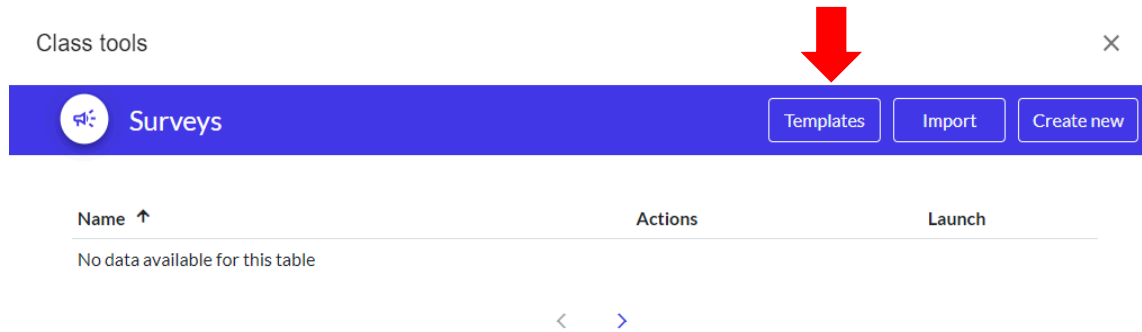 Class tools
Surveys
Templates
Import
Create new
Name
Actions
Launch
No data available for this table